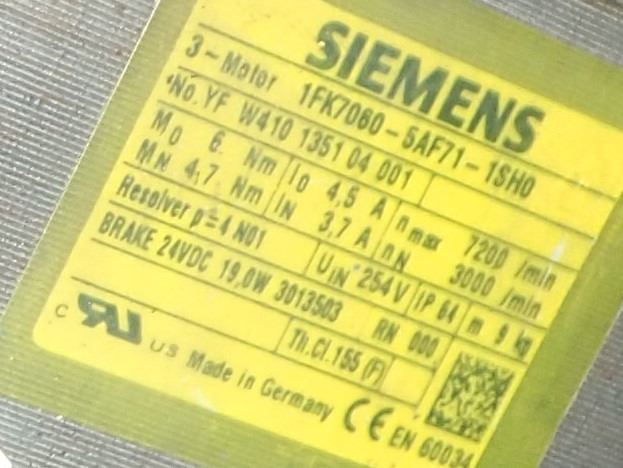 SIEMENS
3~Motor 1FK7060-5AF71-1SH0
No.YF W410 1351 04 001
M0 6. Nm I0 4,5 A nmax 7200 /min
MN 4,7 Nm IN 3,7 A nN 3000 /min
Resolver p=4 N01 UIN 254V IP 64 m 9 kg
BRAKE 24VDC 19,0W 3013503 RN 000
Th.Cl.155 (F)
c RU US Made in Germany CE EN 60034